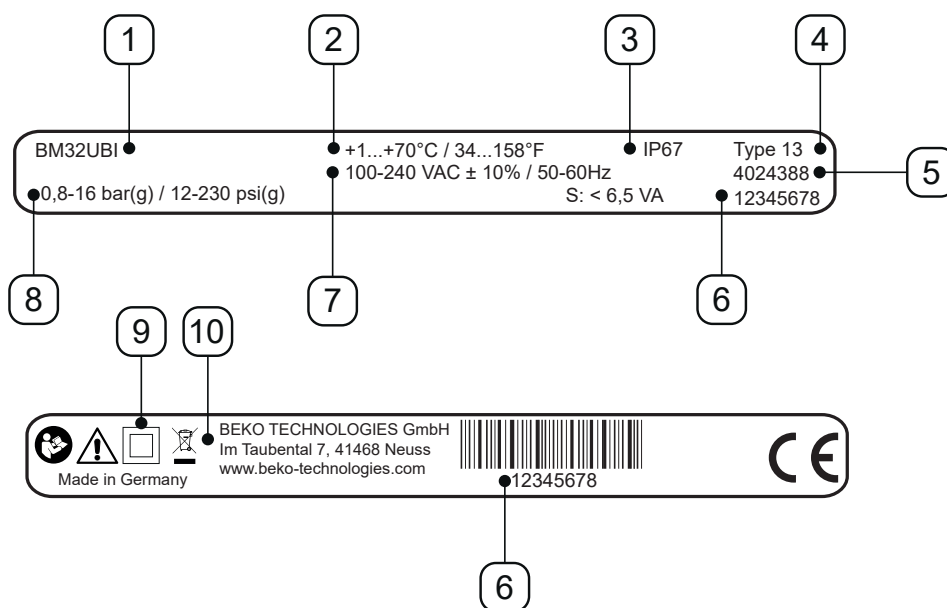 1 2 3 4
BM32UBI +1...+70°C / 34...158°F IP67 Type 13
100-240 VAC ± 10% / 50-60Hz 4024388 5
0,8-16 bar(g) / 12-230 psi(g) S: < 6,5 VA 12345678
8 7 6
9 10
BEKO TECHNOLOGIES GmbH
Im Taubental 7, 41468 Neuss
www.beko-technologies.com
Made in Germany
12345678
CE
6